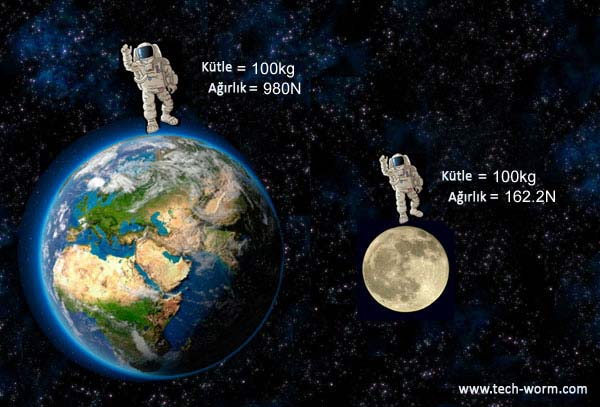 Kütle = 100kg
Ağırlık = 980N
Kütle = 100kg
Ağırlık = 162.2N
www.tech-worm.com